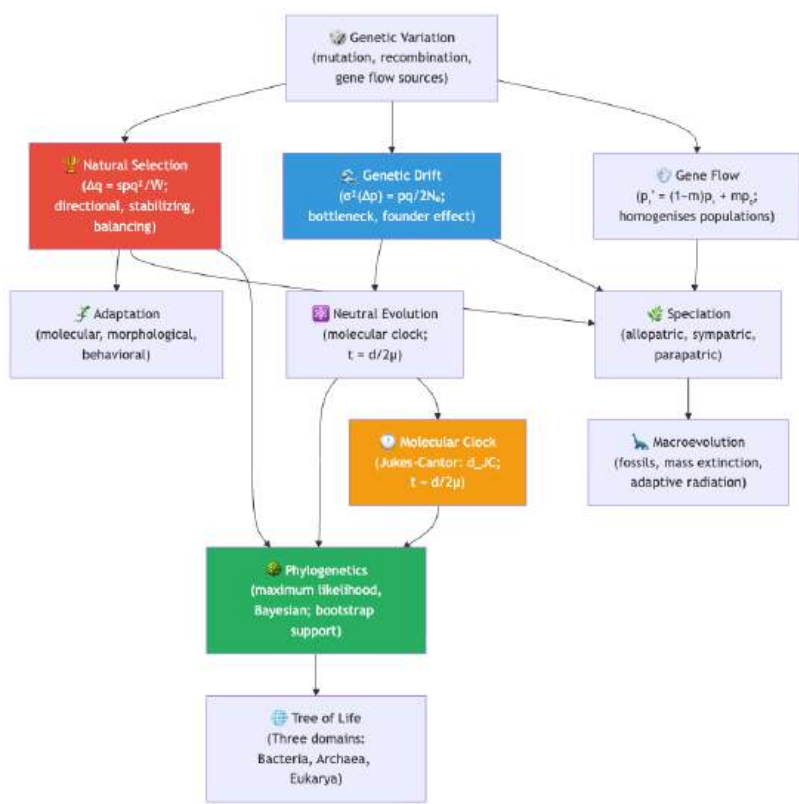 Genetic Variation
(mutation, recombination,
gene flow sources)
Natural Selection
(Δq = spq²/W;
directional, stabilizing,
balancing)
Genetic Drift
(σ²(Δp) = pq/2Nₑ;
bottleneck, founder effect)
Gene Flow
(pᵢ' = (1−m)pᵢ + mp꜀;
homogenises populations)
Adaptation
(molecular, morphological,
behavioral)
Neutral Evolution
(molecular clock;
t = d/2μ)
Speciation
(allopatric, sympatric,
parapatric)
Molecular Clock
(Jukes-Cantor: d_JC;
t = d/2μ)
Macroevolution
(fossils, mass extinction,
adaptive radiation)
Phylogenetics
(maximum likelihood,
Bayesian; bootstrap
support)
Tree of Life
(Three domains:
Bacteria, Archaea,
Eukarya)